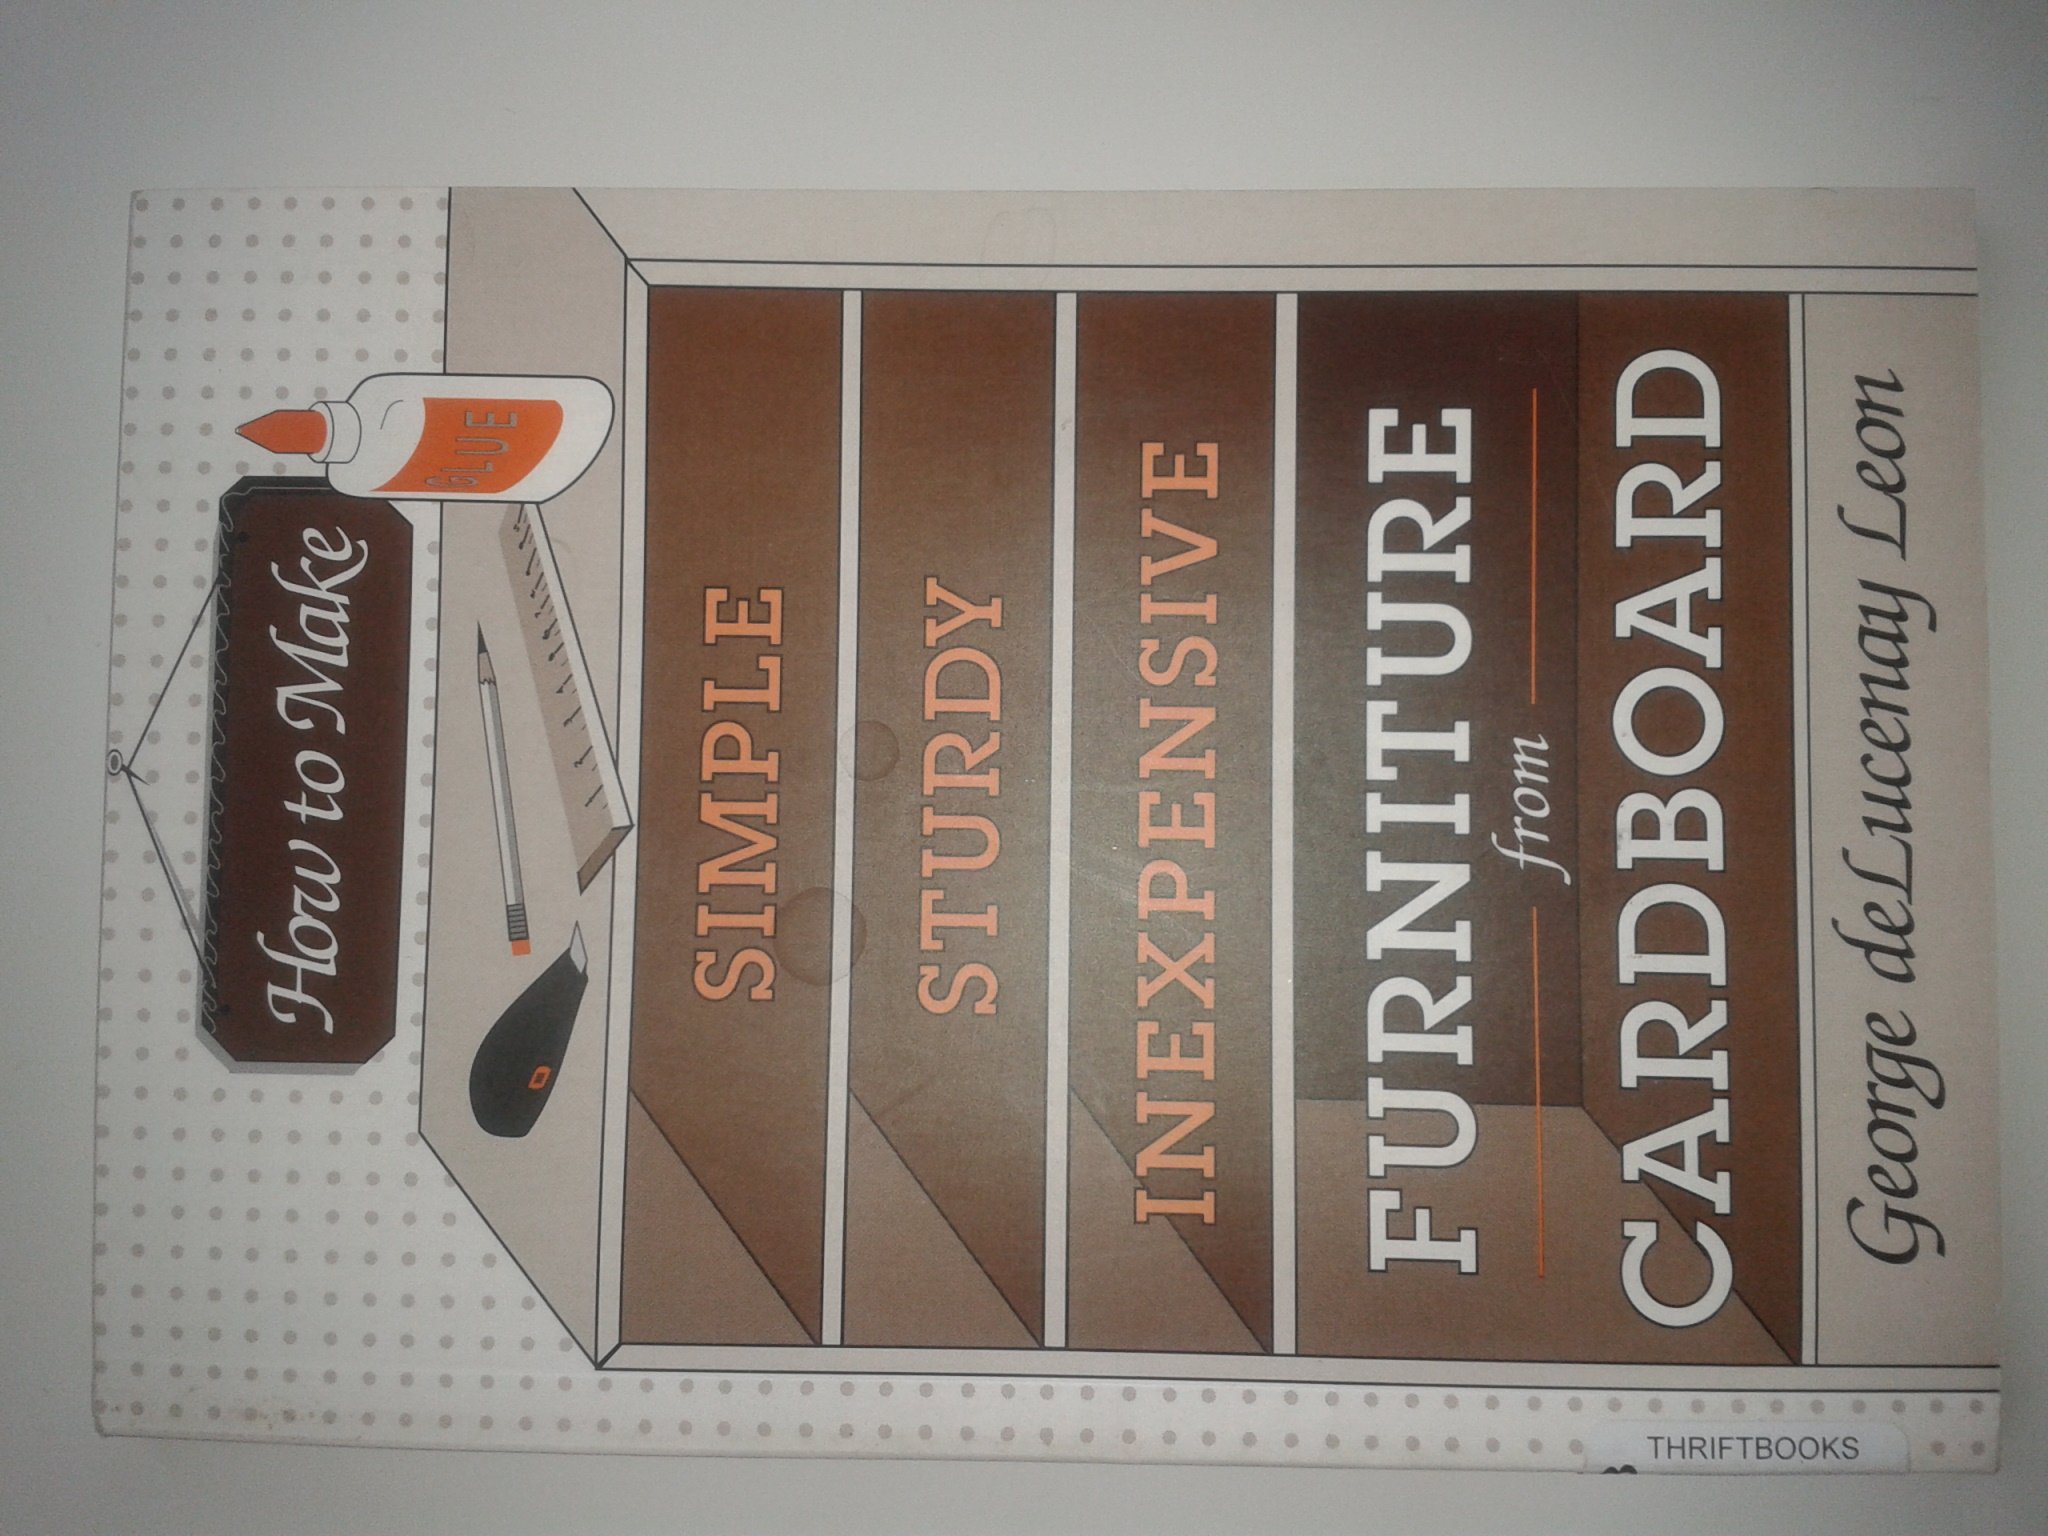 How to Make
GLUE
SIMPLE
STURDY
INEXPENSIVE
FURNITURE
from
CARDBOARD
George deLucenay Leon
THRIFTBOOKS